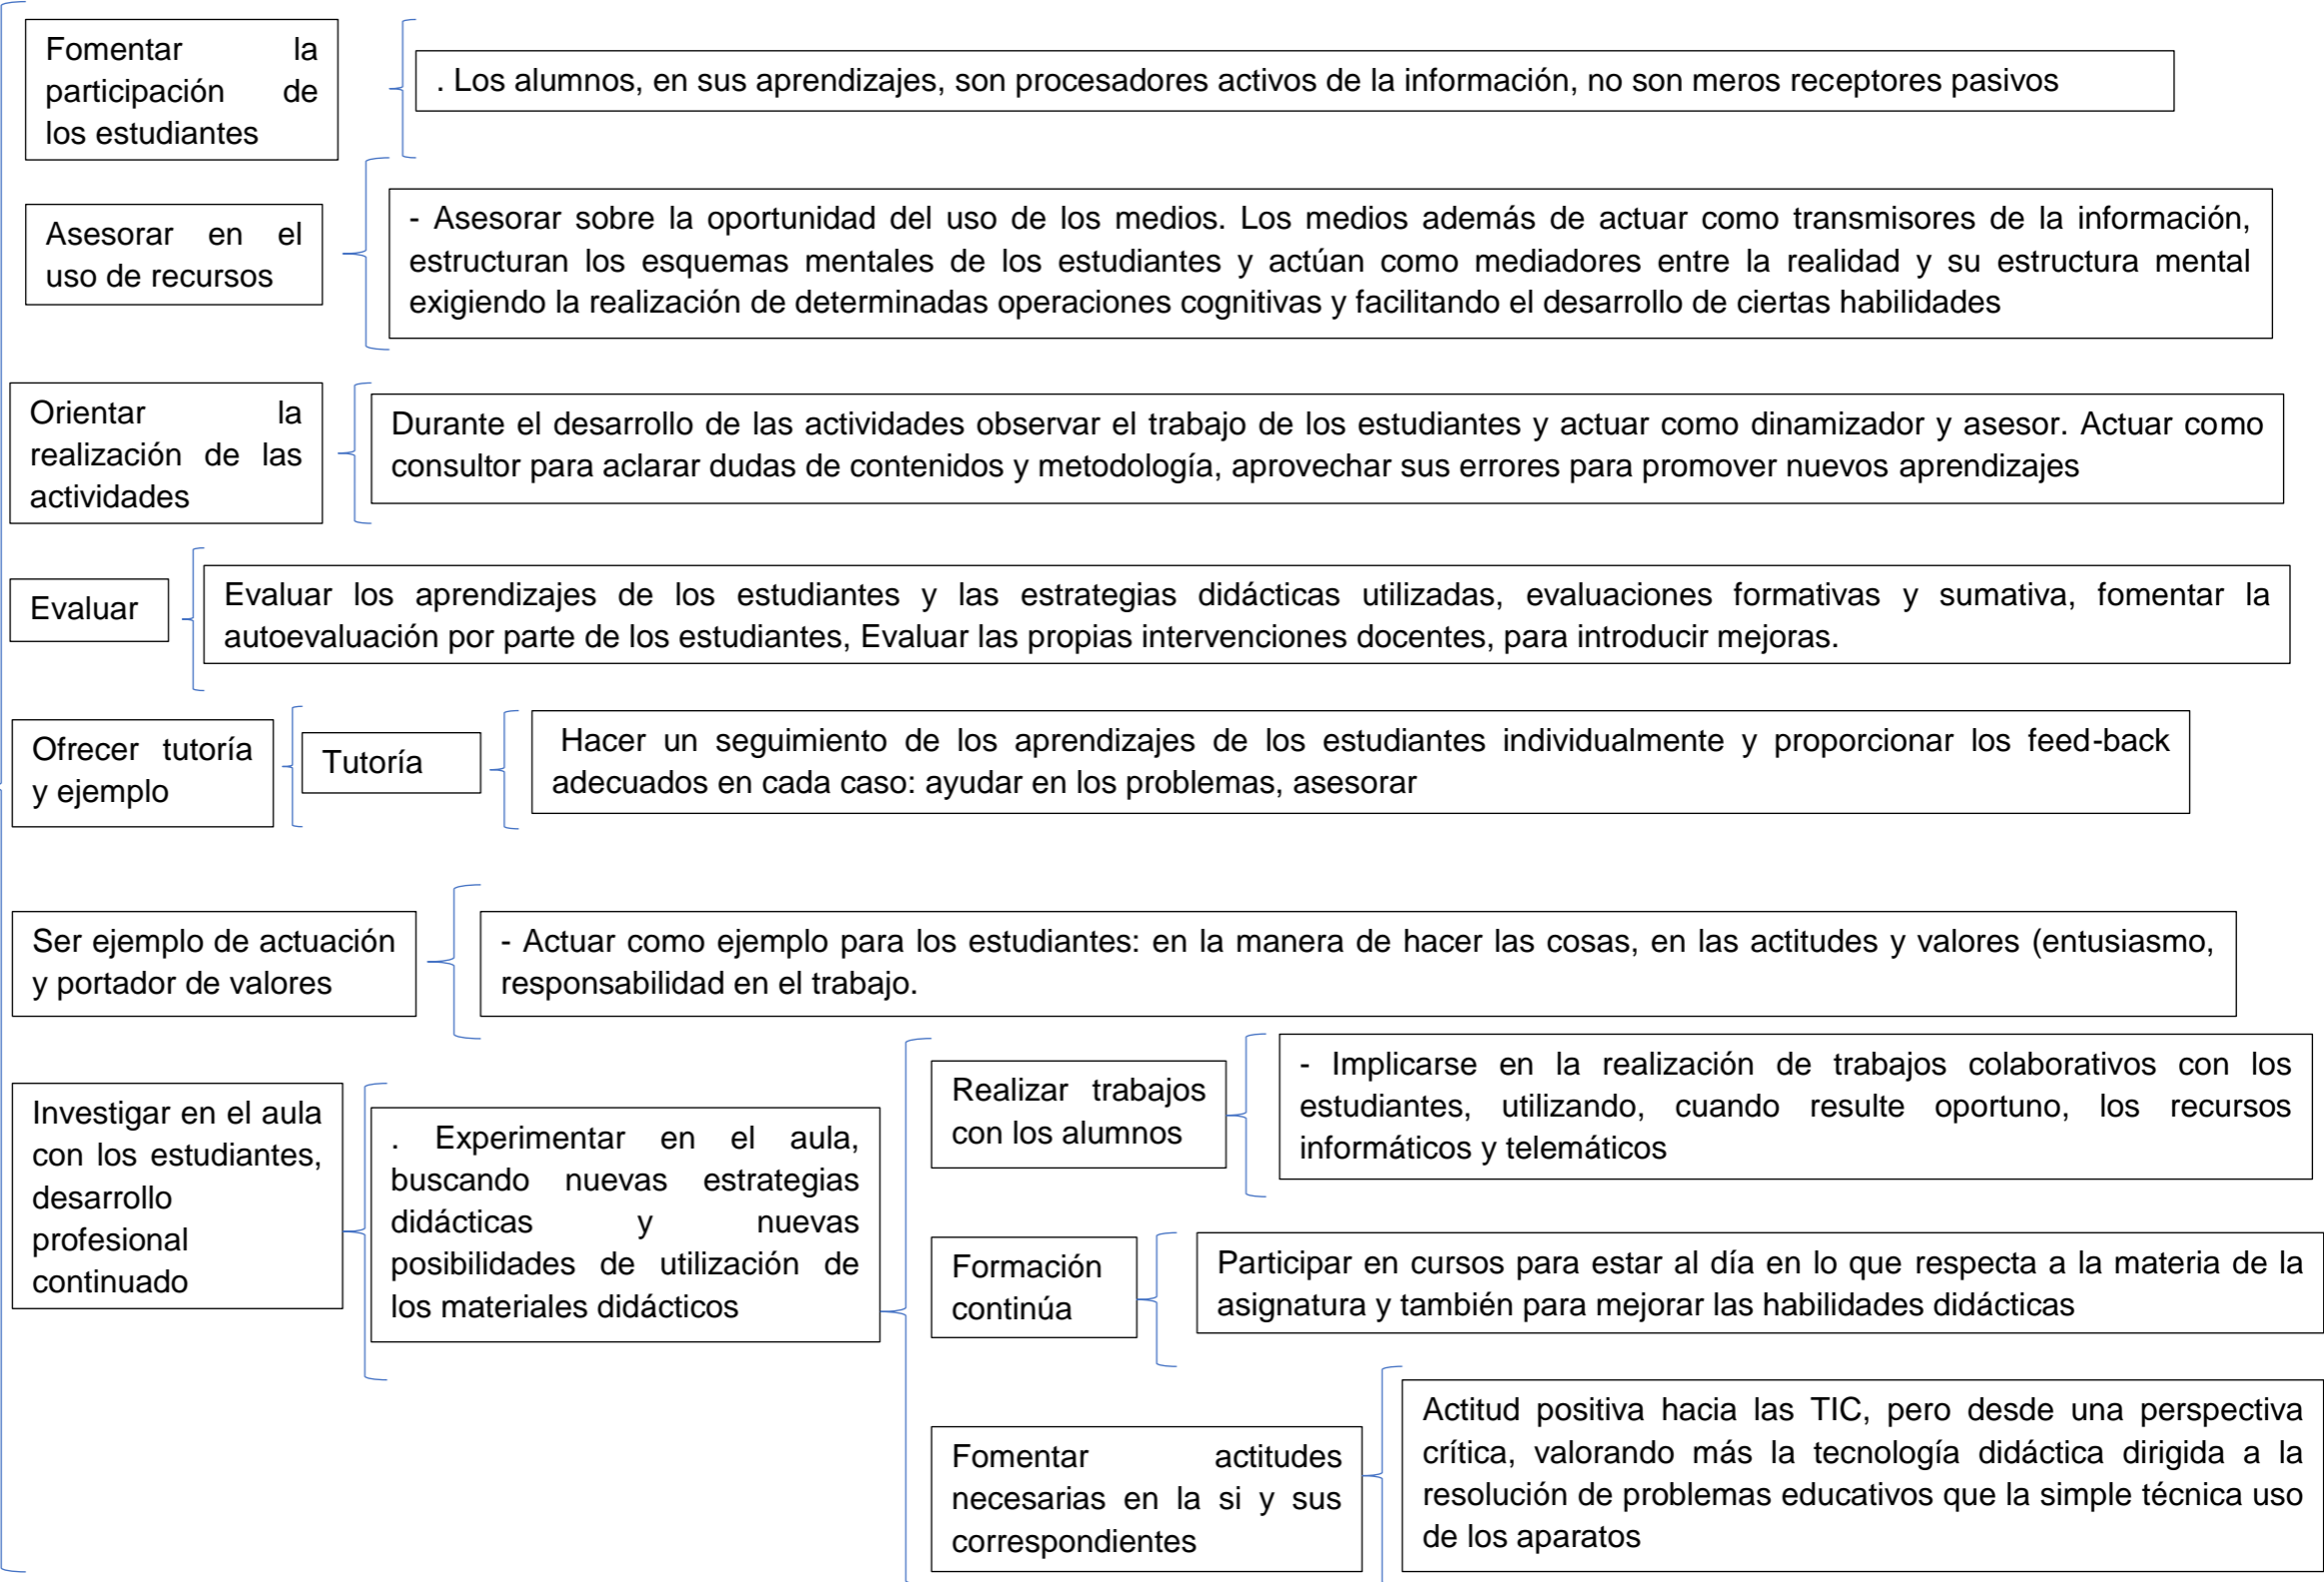 Fomentar la
participación de
los estudiantes
. Los alumnos, en sus aprendizajes, son procesadores activos de la información, no son meros receptores pasivos
Asesorar en el
uso de recursos
- Asesorar sobre la oportunidad del uso de los medios. Los medios además de actuar como transmisores de la información,
estructuran los esquemas mentales de los estudiantes y actúan como mediadores entre la realidad y su estructura mental
exigiendo la realización de determinadas operaciones cognitivas y facilitando el desarrollo de ciertas habilidades
Orientar la
realización de las
actividades
Durante el desarrollo de las actividades observar el trabajo de los estudiantes y actuar como dinamizador y asesor. Actuar como
consultor para aclarar dudas de contenidos y metodología, aprovechar sus errores para promover nuevos aprendizajes
Evaluar
Evaluar los aprendizajes de los estudiantes y las estrategias didácticas utilizadas, evaluaciones formativas y sumativa, fomentar la
autoevaluación por parte de los estudiantes, Evaluar las propias intervenciones docentes, para introducir mejoras.
Ofrecer tutoría
y ejemplo
Tutoría
Hacer un seguimiento de los aprendizajes de los estudiantes individualmente y proporcionar los feed-back
adecuados en cada caso: ayudar en los problemas, asesorar
Ser ejemplo de actuación
y portador de valores
- Actuar como ejemplo para los estudiantes: en la manera de hacer las cosas, en las actitudes y valores (entusiasmo,
responsabilidad en el trabajo.
Investigar en el aula
con los estudiantes,
desarrollo
profesional
continuado
. Experimentar en el aula,
buscando nuevas estrategias
didácticas y nuevas
posibilidades de utilización de
los materiales didácticos
Realizar trabajos
con los alumnos
- Implicarse en la realización de trabajos colaborativos con los
estudiantes, utilizando, cuando resulte oportuno, los recursos
informáticos y telemáticos
Formación
continúa
Participar en cursos para estar al día en lo que respecta a la materia de la
asignatura y también para mejorar las habilidades didácticas
Fomentar actitudes
necesarias en la si y sus
correspondientes
Actitud positiva hacia las TIC, pero desde una perspectiva
crítica, valorando más la tecnología didáctica dirigida a la
resolución de problemas educativos que la simple técnica uso
de los aparatos